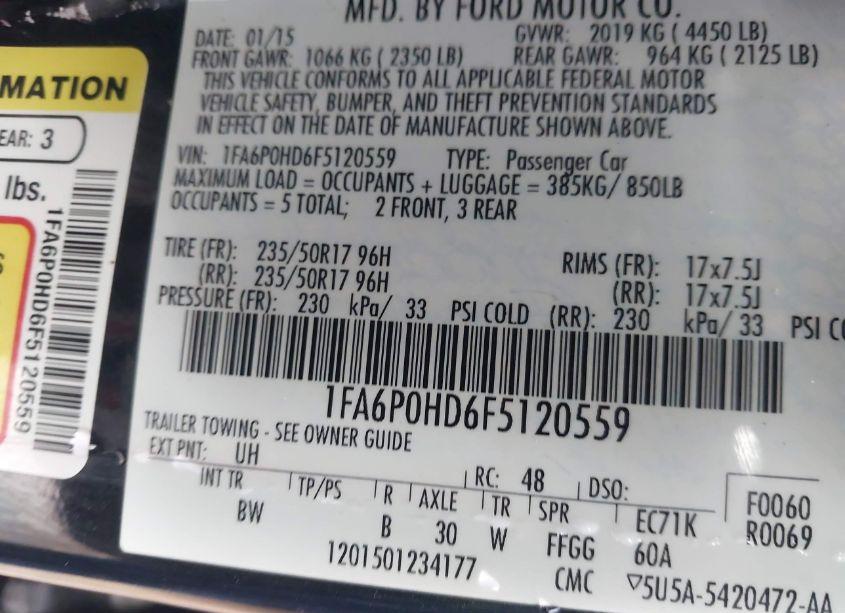 MFD. BY FORD MOTOR CO.
DATE: 01/15 GVWR: 2019 KG ( 4450 LB)
FRONT GAWR: 1066 KG ( 2350 LB) REAR GAWR: 964 KG ( 2125 LB)
THIS VEHICLE CONFORMS TO ALL APPLICABLE FEDERAL MOTOR
VEHICLE SAFETY, BUMPER, AND THEFT PREVENTION STANDARDS
IN EFFECT ON THE DATE OF MANUFACTURE SHOWN ABOVE.
VIN: 1FA6P0HD6F5120559 TYPE: Passenger Car
MAXIMUM LOAD = OCCUPANTS + LUGGAGE = 385KG/ 850LB
OCCUPANTS = 5 TOTAL; 2 FRONT, 3 REAR
TIRE (FR): 235/50R17 96H RIMS (FR): 17x7.5J
(RR): 235/50R17 96H (RR): 17x7.5J
PRESSURE (FR): 230 kPa/ 33 PSI COLD (RR): 230 kPa/ 33 PSI
1FA6P0HD6F5120559
TRAILER TOWING - SEE OWNER GUIDE
EXT PNT: UH RC: 48 DSO:
INT TR TP/PS R AXLE TR SPR EC71K F0060
BW B 30 W FFGG 60A R0069
1201501234177 CMC ▽5U5A-5420472-AA
MATION
EAR: 3
lbs.
1FA6P0HD6F5120559